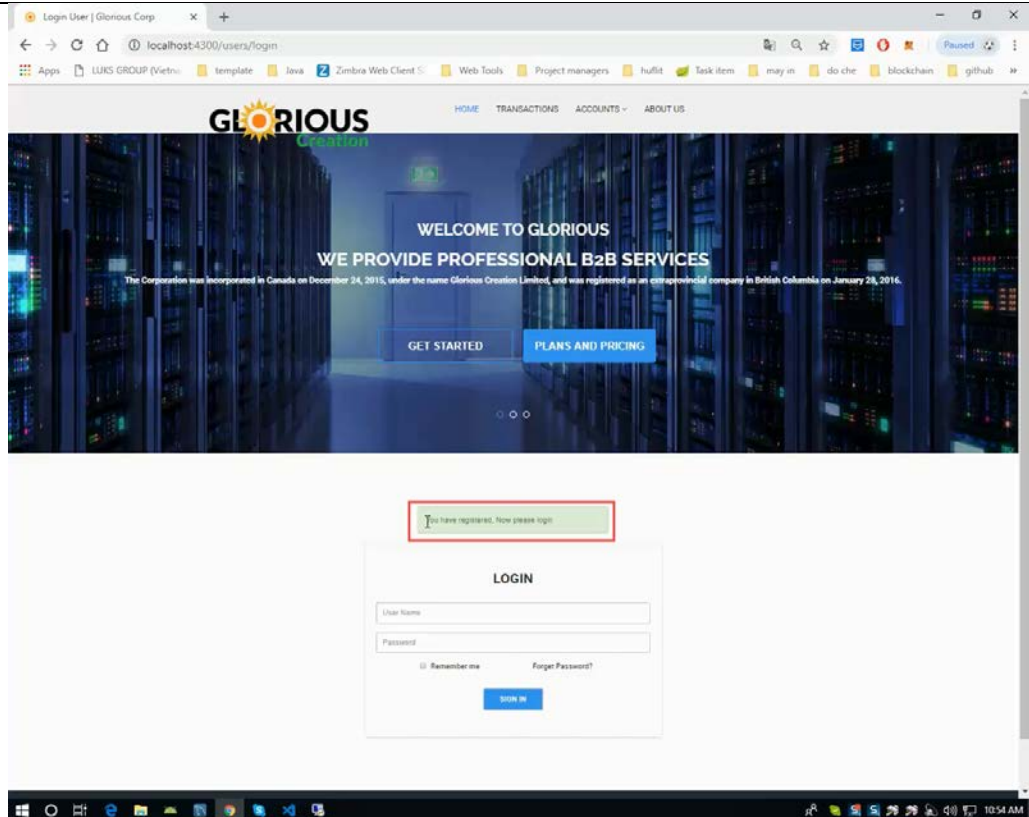 Login User | Glorious Corp
localhost:4300/users/login
Paused
Apps
LUKS GROUP (Vietna
template
Java
Zimbra Web Client S
Web Tools
Project managers
huflit
Task item
may in
do che
blockchain
github
GLORIOUS
Creation
HOME
TRANSACTIONS
ACCOUNTS
ABOUT US
WELCOME TO GLORIOUS
WE PROVIDE PROFESSIONAL B2B SERVICES
The Corporation was incorporated in Canada on December 24, 2015, under the name Glorious Creation Limited, and was registered as an extraprovincial company in British Columbia on January 28, 2016.
GET STARTED
PLANS AND PRICING
You have registered, Now please login
LOGIN
User Name
Password
Remember me
Forget Password?
SIGN IN
10:54 AM